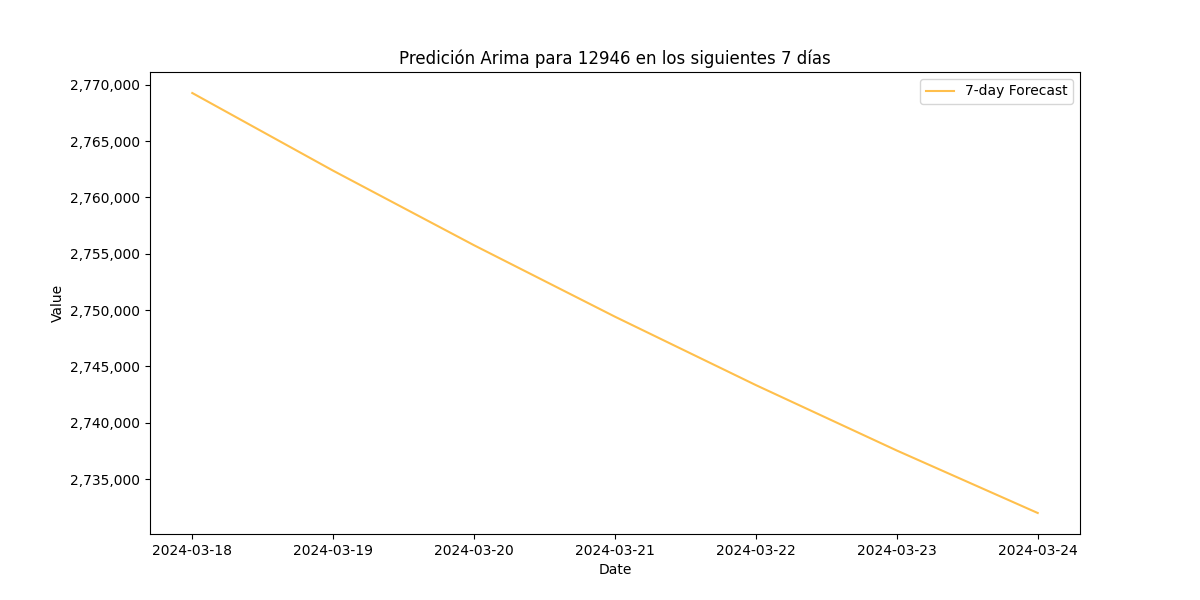 Predición Arima para 12946 en los siguientes 7 días
7-day Forecast
Value
2,770,000
2,765,000
2,760,000
2,755,000
2,750,000
2,745,000
2,740,000
2,735,000
2024-03-18 2024-03-19 2024-03-20 2024-03-21 2024-03-22 2024-03-23 2024-03-24
Date